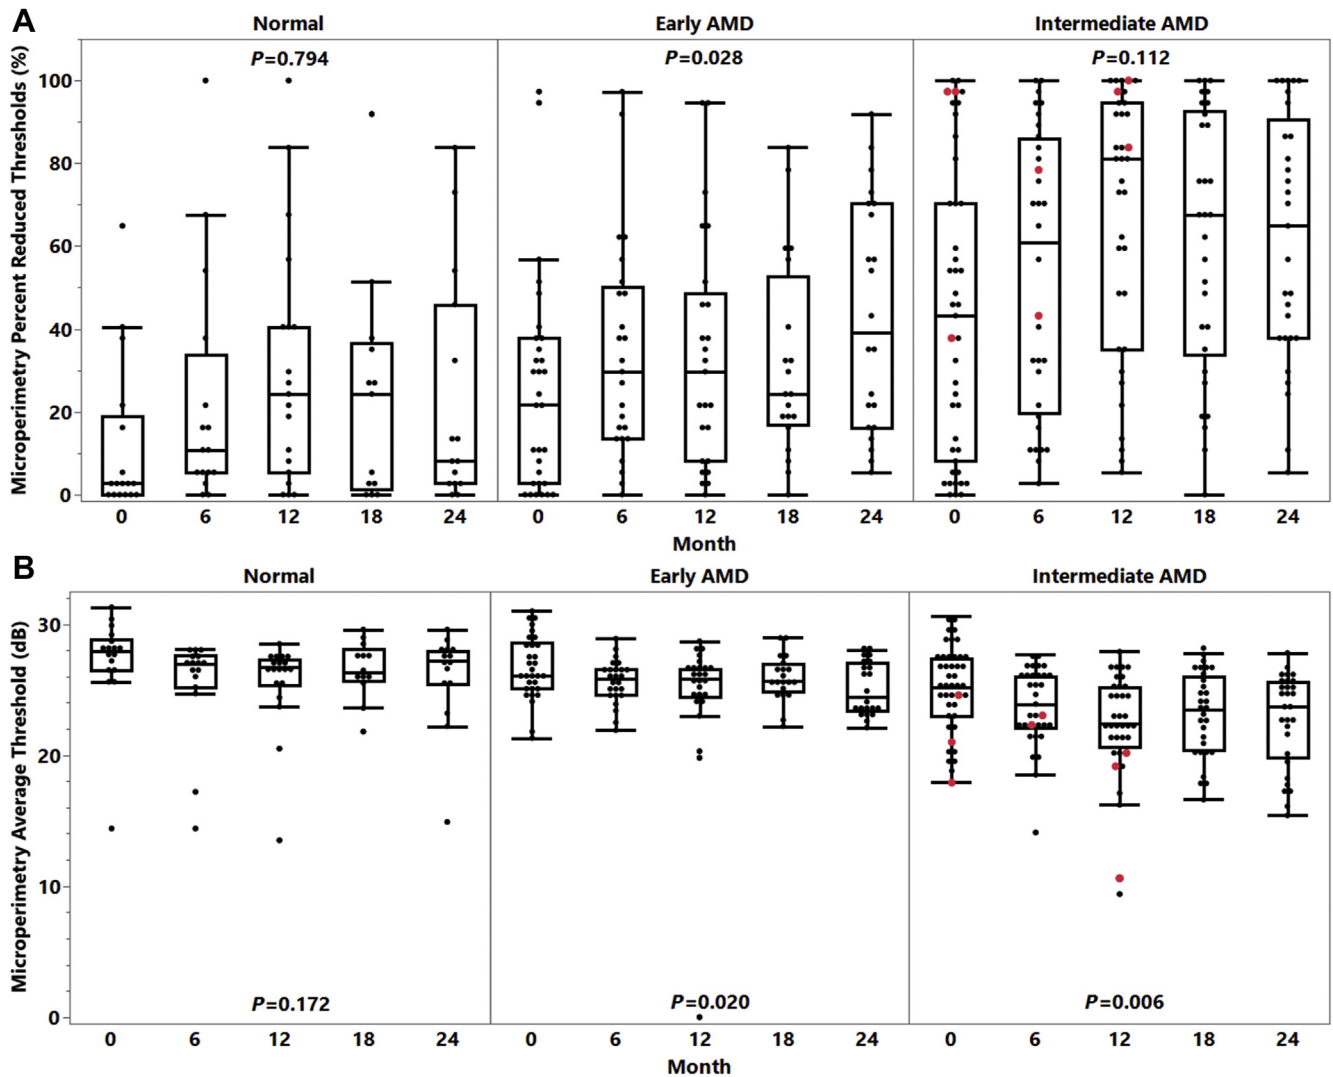 A
Normal Early AMD Intermediate AMD
P=0.794 P=0.028 P=0.112
Microperimetry Percent Reduced Thresholds (%)
100
80
60
40
20
0
0 6 12 18 24 0 6 12 18 24 0 6 12 18 24
Month
B
Normal Early AMD Intermediate AMD
Microperimetry Average Threshold (dB)
30
20
10
0
P=0.172 P=0.020 P=0.006
0 6 12 18 24 0 6 12 18 24 0 6 12 18 24
Month